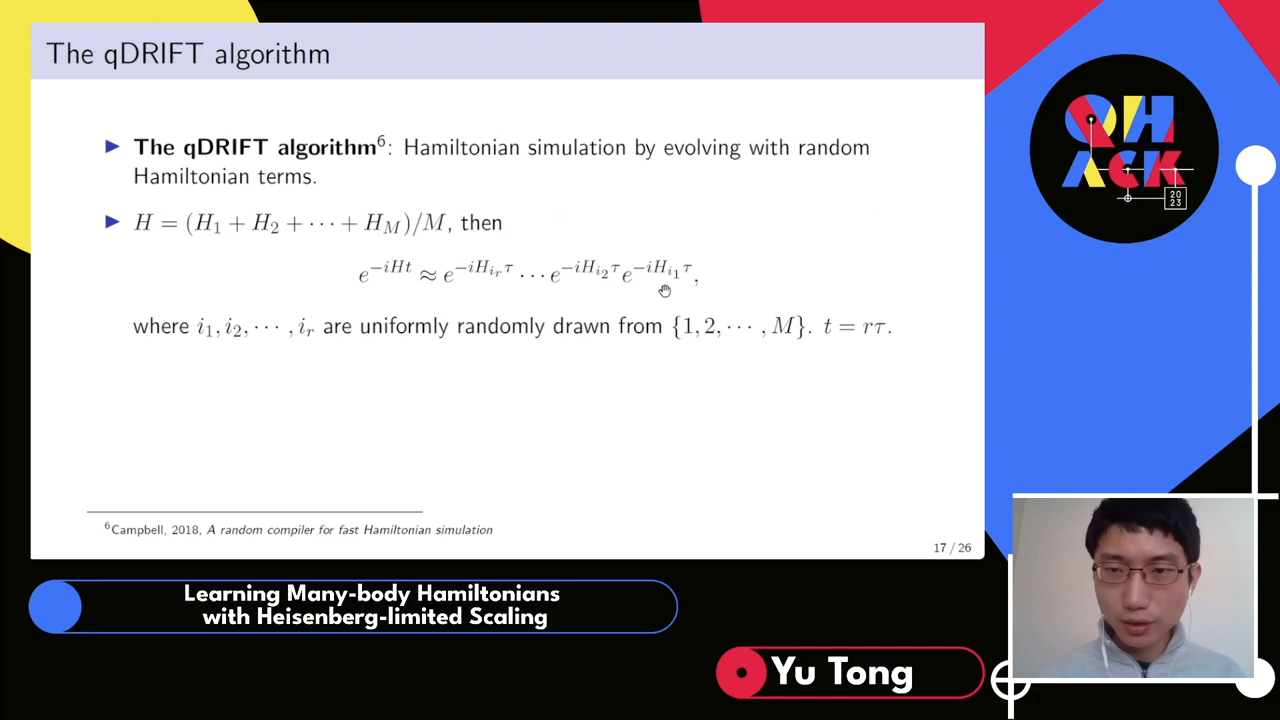 The qDRIFT algorithm
▶ The qDRIFT algorithm⁶: Hamiltonian simulation by evolving with random
Hamiltonian terms.
▶ H = (H₁ + H₂ + ··· + H_M)/M, then
e^{−iHt} ≈ e^{−iH_{i_r}τ} ··· e^{−iH_{i_2}τ} e^{−iH_{i_1}τ},
where i₁, i₂, ··· , i_r are uniformly randomly drawn from {1, 2, ··· , M}. t = rτ.
⁶Campbell, 2018, A random compiler for fast Hamiltonian simulation
17 / 26
QH
ACK
20
23
Learning Many-body Hamiltonians
with Heisenberg-limited Scaling
Yu Tong